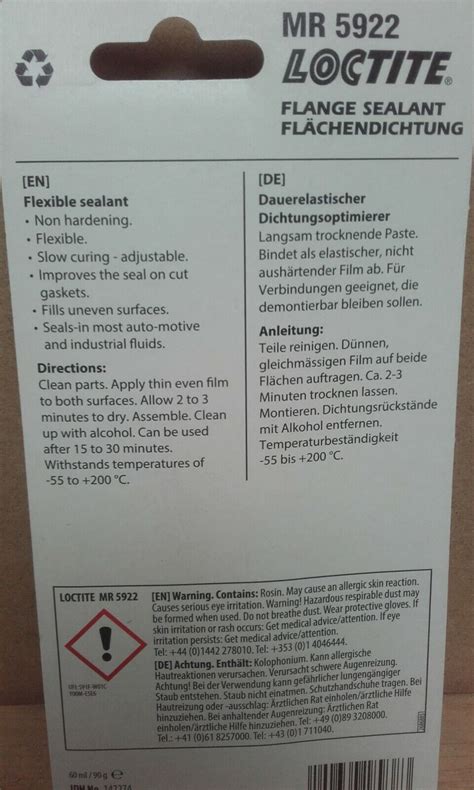 MR 5922
LOCTITE®
FLANGE SEALANT
FLÄCHENDICHTUNG
[EN]
Flexible sealant
• Non hardening.
• Flexible.
• Slow curing - adjustable.
• Improves the seal on cut
gaskets.
• Fills uneven surfaces.
• Seals-in most auto-motive
and industrial fluids.
Directions:
Clean parts. Apply thin even film
to both surfaces. Allow 2 to 3
minutes to dry. Assemble. Clean
up with alcohol. Can be used
after 15 to 30 minutes.
Withstands temperatures of
-55 to +200 °C.
[DE]
Dauerelastischer
Dichtungsoptimierer
Langsam trocknende Paste.
Bindet als elastischer, nicht
aushärtender Film ab. Für
Verbindungen geeignet, die
demontierbar bleiben sollen.
Anleitung:
Teile reinigen. Dünnen,
gleichmässigen Film auf beide
Flächen auftragen. Ca. 2-3
Minuten trocknen lassen.
Montieren. Dichtungsrückstände
mit Alkohol entfernen.
Temperaturbeständigkeit
-55 bis +200 °C.
LOCTITE MR 5922
[EN] Warning. Contains: Rosin. May cause an allergic skin reaction.
Causes serious eye irritation. Warning! Hazardous respirable dust may
be formed when used. Do not breathe dust. Wear protective gloves. If
skin irritation or rash occurs: Get medical advice/attention. If eye
irritation persists: Get medical advice/attention.
Tel: +44 (0)1442 278010. Tel: +353 (0)1 4046444.
[DE] Achtung. Enthält: Kolophonium. Kann allergische
Hautreaktionen verursachen. Verursacht schwere Augenreizung.
Achtung! Bei der Verwendung kann gefährlicher lungengängiger
Staub entstehen. Staub nicht einatmen. Schutzhandschuhe tragen. Bei
Hautreizung oder -ausschlag: Ärztlichen Rat einholen/ärztliche Hilfe
hinzuziehen. Bei anhaltender Augenreizung: Ärztlichen Rat
einholen/ärztliche Hilfe hinzuziehen. Tel: +49 (0)89 3208000.
Tel.: +41 (0)61 8257000. Tel: +43 (0)1 711040.
60 ml / 90 g ℮
IDH No.